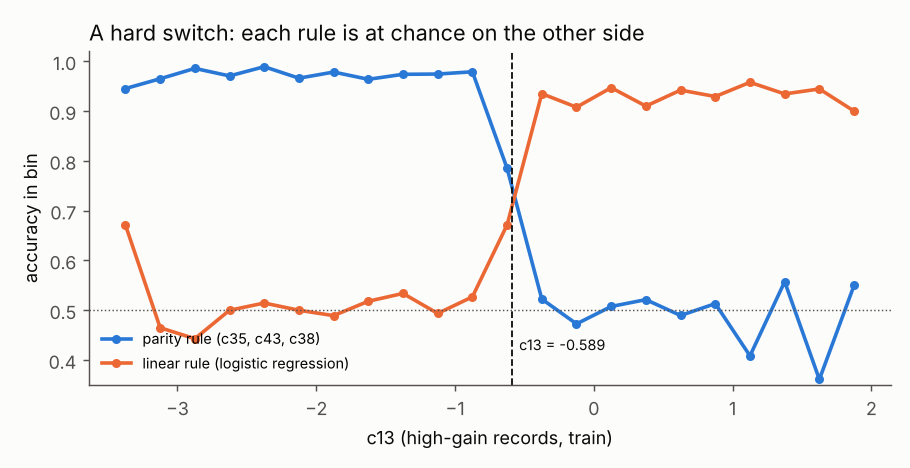 A hard switch: each rule is at chance on the other side
accuracy in bin
1.0
0.9
0.8
0.7
0.6
0.5
0.4
parity rule (c35, c43, c38)
linear rule (logistic regression)
c13 = -0.589
−3
−2
−1
0
1
2
c13 (high-gain records, train)